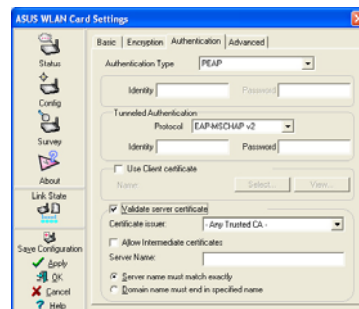 ASUS WLAN Card Settings
Status
Config
Survey
About
Link State
Save Configuration
Apply
OK
Cancel
Help
Basic Encryption Authentication Advanced
Authentication Type PEAP
Identity Password
Tunneled Authentication
Protocol EAP-MSCHAP v2
Identity Password
Use Client certificate
Name: Select... View...
Validate server certificate
Certificate issuer: - Any Trusted CA -
Allow Intermediate certificates
Server Name:
Server name must match exactly
Domain name must end in specified name